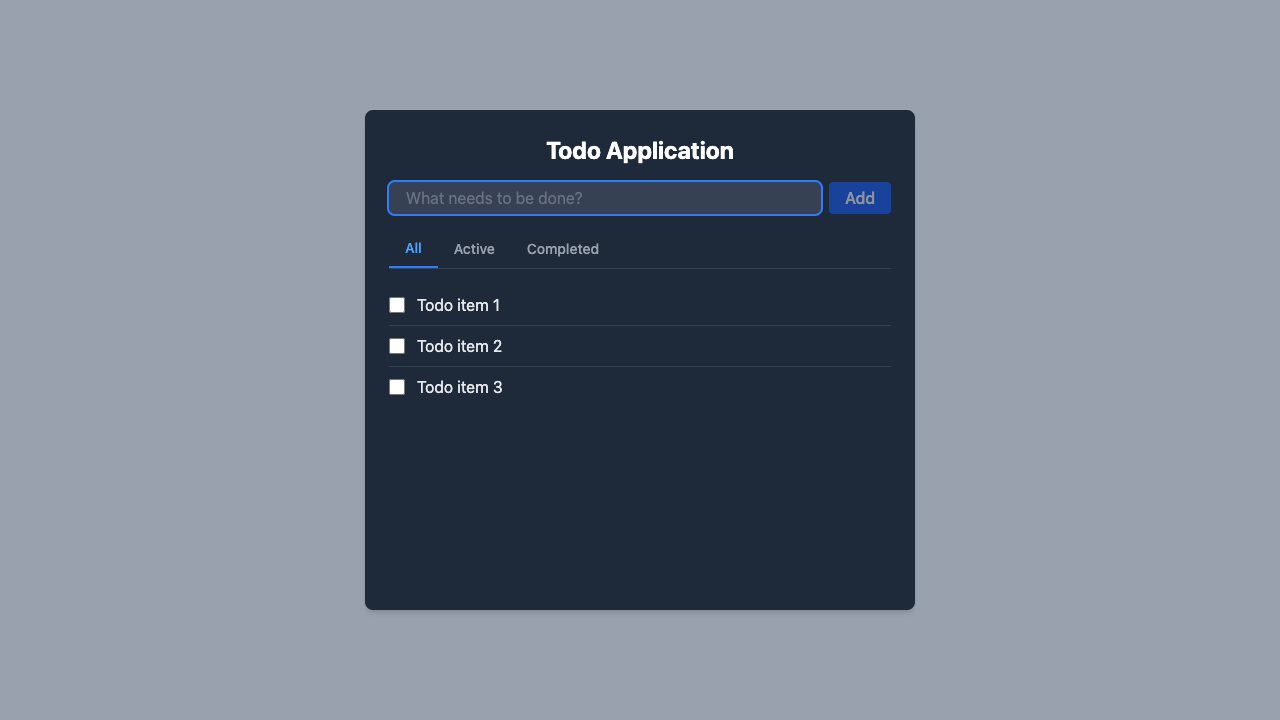 Todo Application
What needs to be done? Add
All Active Completed
Todo item 1
Todo item 2
Todo item 3